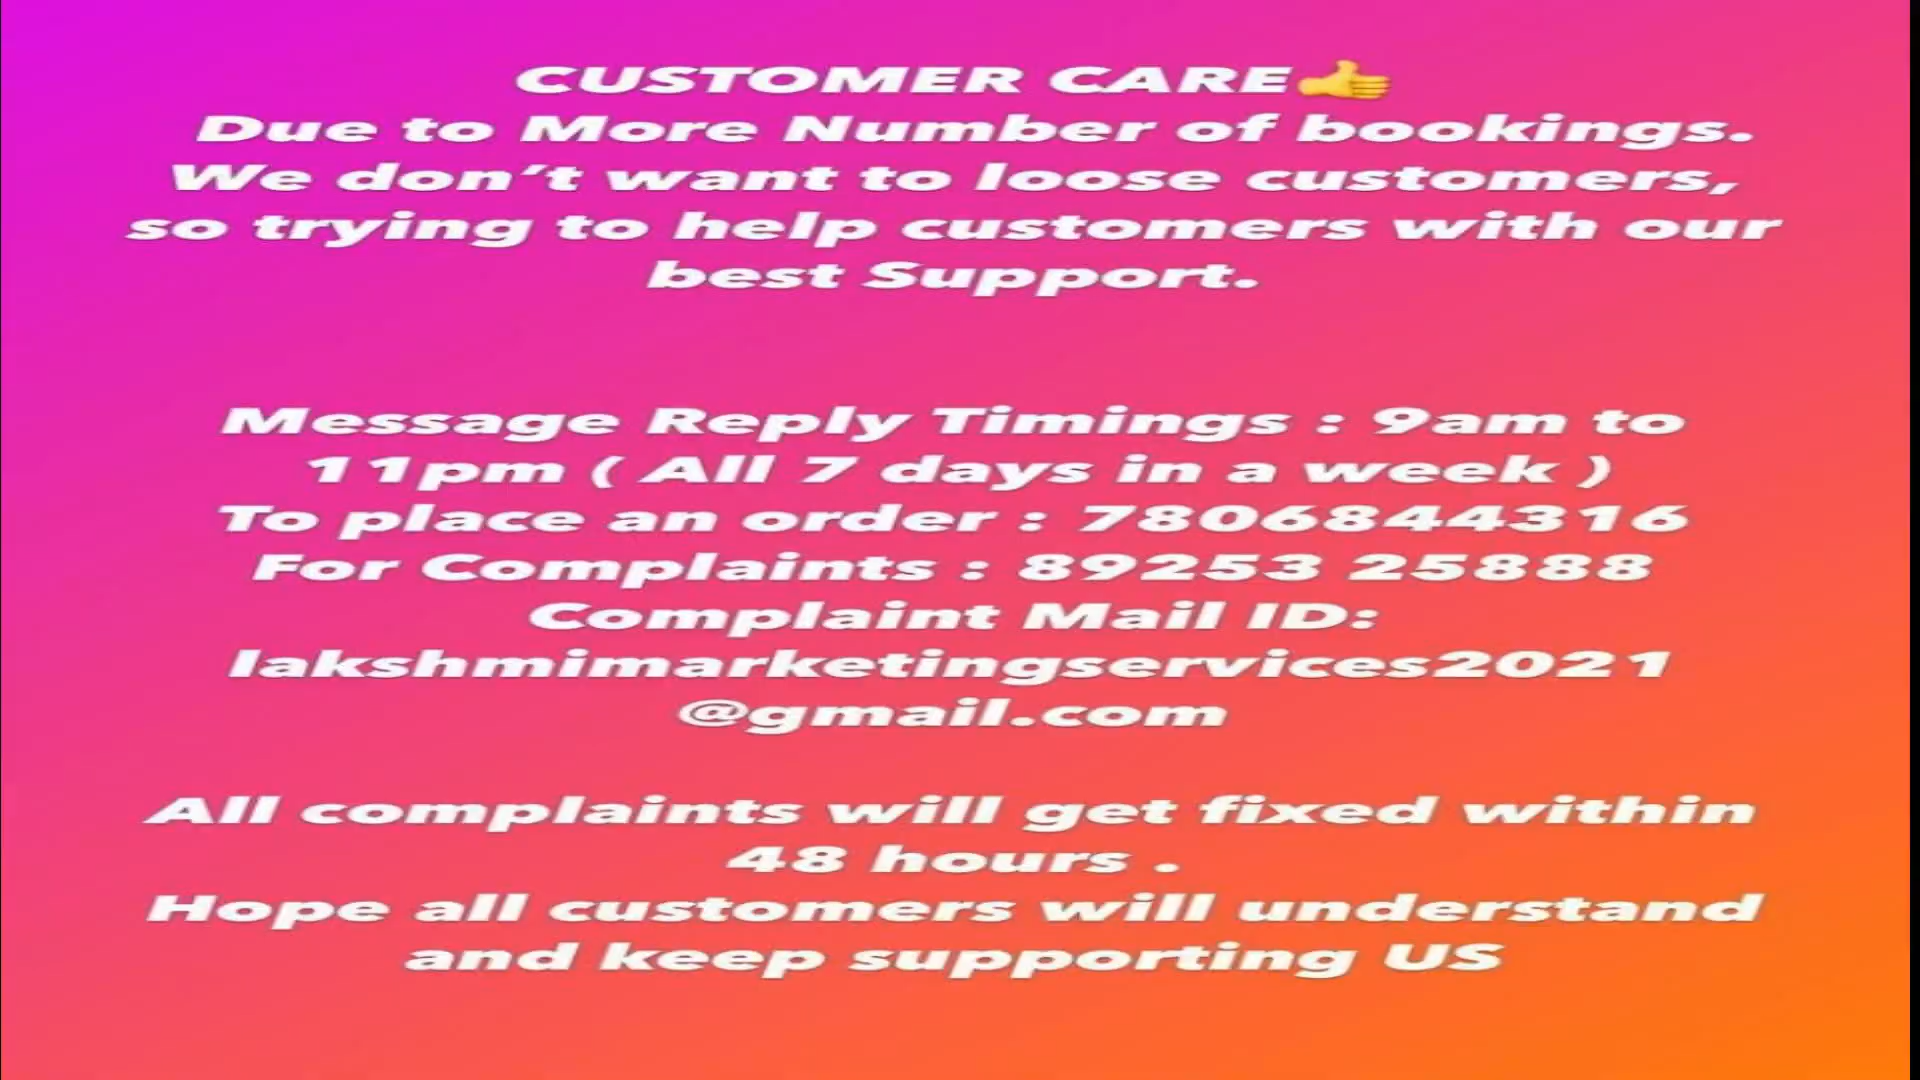 CUSTOMER CARE👍
Due to More Number of bookings.
We don't want to loose customers,
so trying to help customers with our
best Support.
Message Reply Timings : 9am to
11pm ( All 7 days in a week )
To place an order : 7806844316
For Complaints : 89253 25888
Complaint Mail ID:
lakshmimarketingservices2021
@gmail.com
All complaints will get fixed within
48 hours .
Hope all customers will understand
and keep supporting US